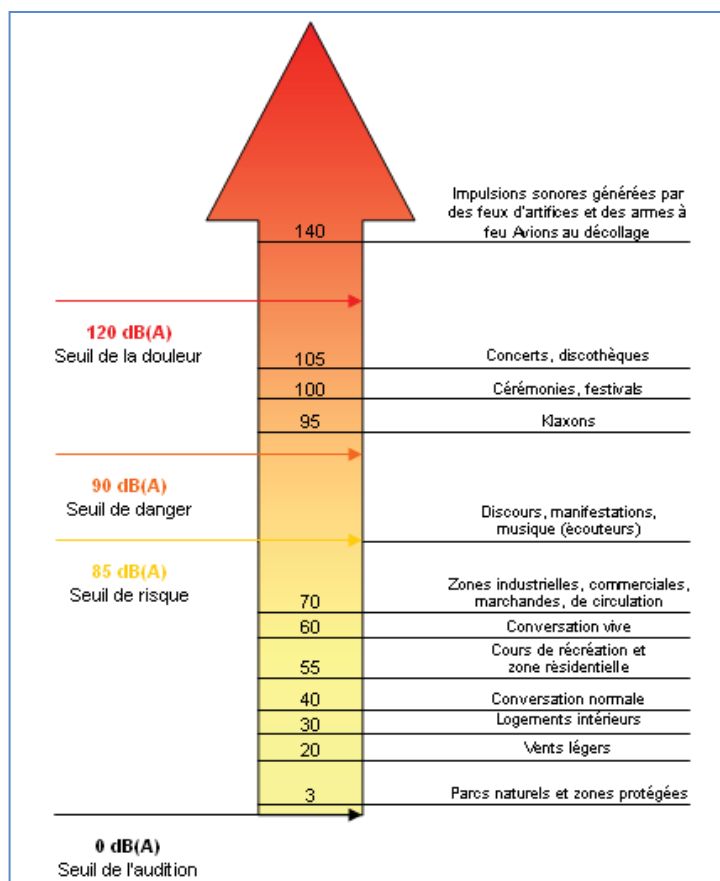 Impulsions sonores générées par
des feux d'artifices et des armes à
feu Avions au décollage
140
120 dB(A)
Seuil de la douleur
105
Concerts, discothèques
100
Cérémonies, festivals
95
Klaxons
90 dB(A)
Seuil de danger
Discours, manifestations,
musique (écouteurs)
85 dB(A)
Seuil de risque
Zones industrielles, commerciales,
marchandes, de circulation
70
60
Conversation vive
Cours de récréation et
zone résidentielle
55
40
Conversation normale
30
Logements intérieurs
20
Vents légers
3
Parcs naturels et zones protégées
0 dB(A)
Seuil de l'audition